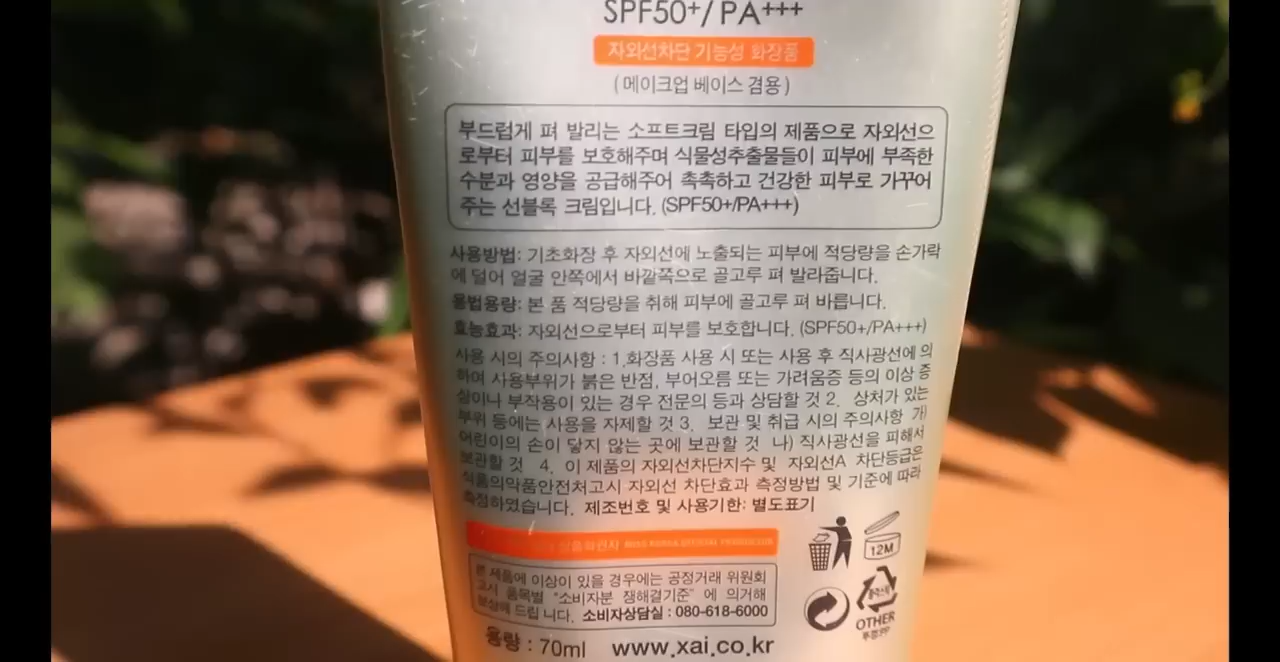 SPF50+/PA+++
자외선차단 기능성 화장품
(메이크업 베이스 겸용)
부드럽게 펴 발리는 소프트크림 타입의 제품으로 자외선으
로부터 피부를 보호해주며 식물성추출물들이 피부에 부족한
수분과 영양을 공급해주어 촉촉하고 건강한 피부로 가꾸어
주는 선블록 크림입니다. (SPF50+/PA+++)
사용방법: 기초화장 후 자외선에 노출되는 피부에 적당량을 손가락
에 덜어 얼굴 안쪽에서 바깥쪽으로 골고루 펴 발라줍니다.
용법용량: 본 품 적당량을 취해 피부에 골고루 펴 바릅니다.
효능효과: 자외선으로부터 피부를 보호합니다. (SPF50+/PA+++)
사용 시의 주의사항 : 1.화장품 사용 시 또는 사용 후 직사광선에 의
하여 사용부위가 붉은 반점, 부어오름 또는 가려움증 등의 이상 증
상이나 부작용이 있는 경우 전문의 등과 상담할 것 2. 상처가 있는
부위 등에는 사용을 자제할 것 3. 보관 및 취급 시의 주의사항 가)
어린이의 손이 닿지 않는 곳에 보관할 것 나) 직사광선을 피해서
보관할 것 4. 이 제품의 자외선차단지수 및 자외선A 차단등급은
식품의약품안전처고시 자외선 차단효과 측정방법 및 기준에 따라
측정하였습니다. 제조번호 및 사용기한: 별도표기
12M
본 제품에 이상이 있을 경우에는 공정거래 위원회
고시 품목별 "소비자분 쟁해결기준" 에 의거해
보상해 드립 니다. 소비자상담실 : 080-618-6000
OTHER
용량 : 70ml www.xai.co.kr